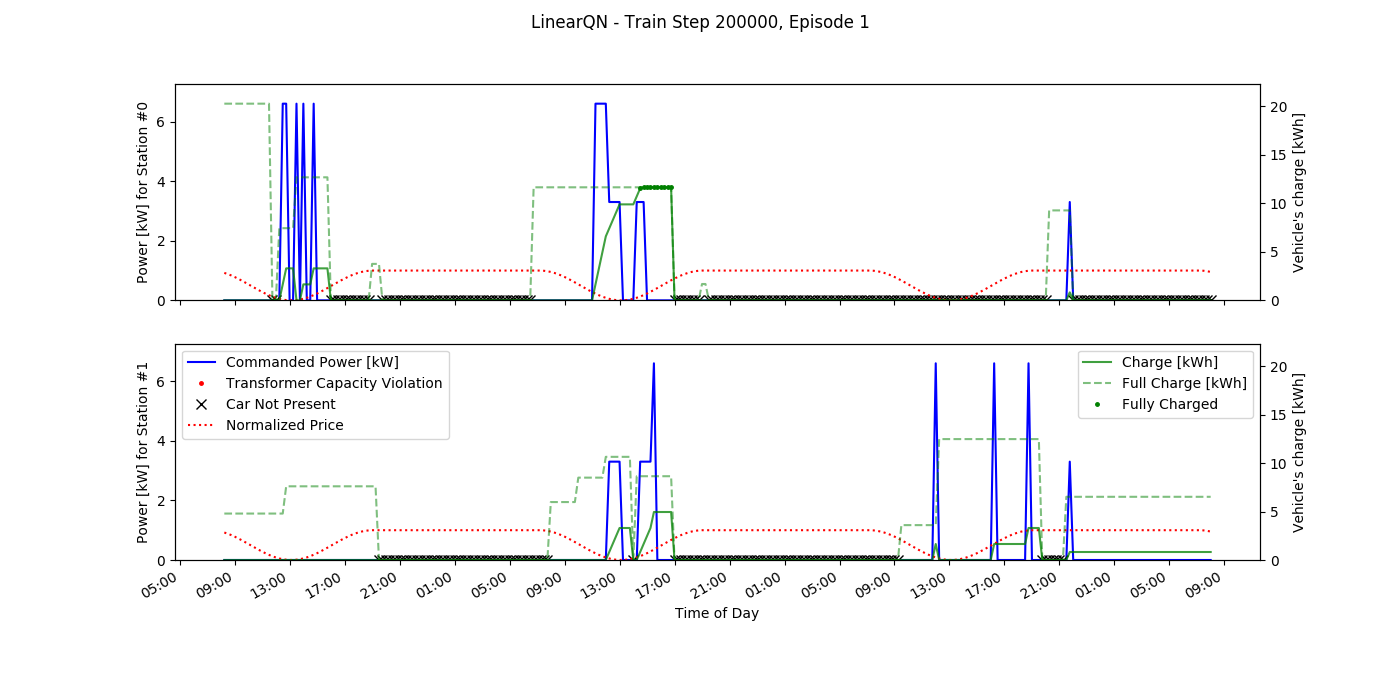 LinearQN - Train Step 200000, Episode 1
Power [kW] for Station #0
6
4
2
0
20
15
10
5
0
Vehicle's charge [kWh]
Power [kW] for Station #1
6
4
2
0
Commanded Power [kW]
Transformer Capacity Violation
Car Not Present
Normalized Price
Charge [kWh]
Full Charge [kWh]
Fully Charged
20
15
10
5
0
Vehicle's charge [kWh]
05:00 09:00 13:00 17:00 21:00 01:00 05:00 09:00 13:00 17:00 21:00 01:00 05:00 09:00 13:00 17:00 21:00 01:00 05:00 09:00
Time of Day